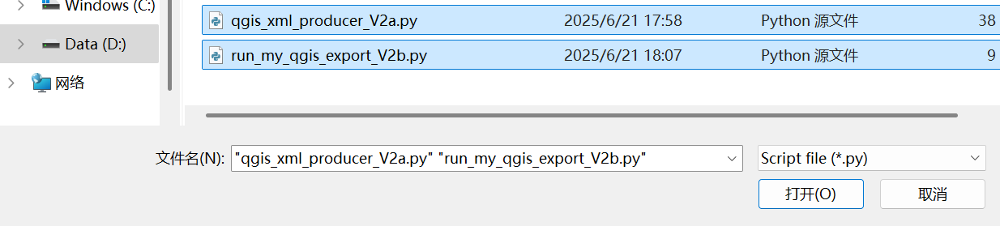 Windows (C:)
qgis_xml_producer_V2a.py 2025/6/21 17:58 Python 源文件 38
Data (D:)
run_my_qgis_export_V2b.py 2025/6/21 18:07 Python 源文件 9
网络
文件名(N): "qgis_xml_producer_V2a.py" "run_my_qgis_export_V2b.py" Script file (*.py)
打开(O) 取消